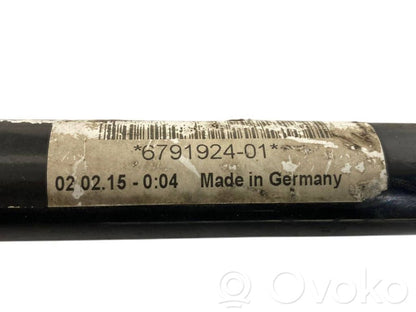 *6791924-01*
02 02.15 - 0:04 Made in Germany
Ovoko